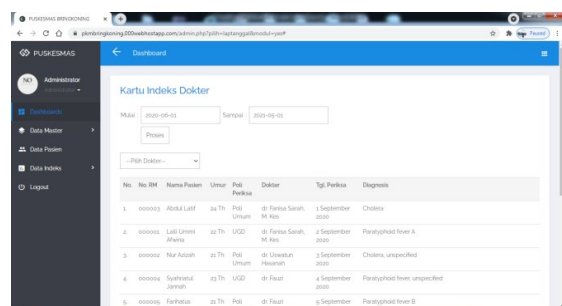 PUSKESMAS BRINGKONING
pkmbringkoning.000webhostapp.com/admin.php?pilih=laptanggal&modul=yes#
Paused
PUSKESMAS
Dashboard
NO
Administrator
Administrator
Dashboard
Data Master
Data Pasien
Data Indeks
Logout
Kartu Indeks Dokter
Mulai 2020-06-01 Sampai 2021-05-01
Proses
--Pilih Dokter--
No. No. RM Nama Pasien Umur Poli Periksa Dokter Tgl. Periksa Diagnosis
1. 000003 Abdul Latif 24 Th Poli Umum dr. Farisa Sarah, M. Kes 1 September 2020 Cholera
2. 000001 Laili Ummi Afwina 22 Th UGD dr. Farisa Sarah, M. Kes 2 September 2020 Paratyphoid fever A
3. 000002 Nur Azizah 21 Th Poli Umum dr. Uswatun Hasanah 3 September 2020 Cholera, unspecified
4. 000004 Syahriatul Jannah 23 Th UGD dr. Fauzi 4 September 2020 Paratyphoid fever, unspecified
5. 000005 Farihatus 21 Th Poli dr. Fauzi 5 September Paratyphoid fever B